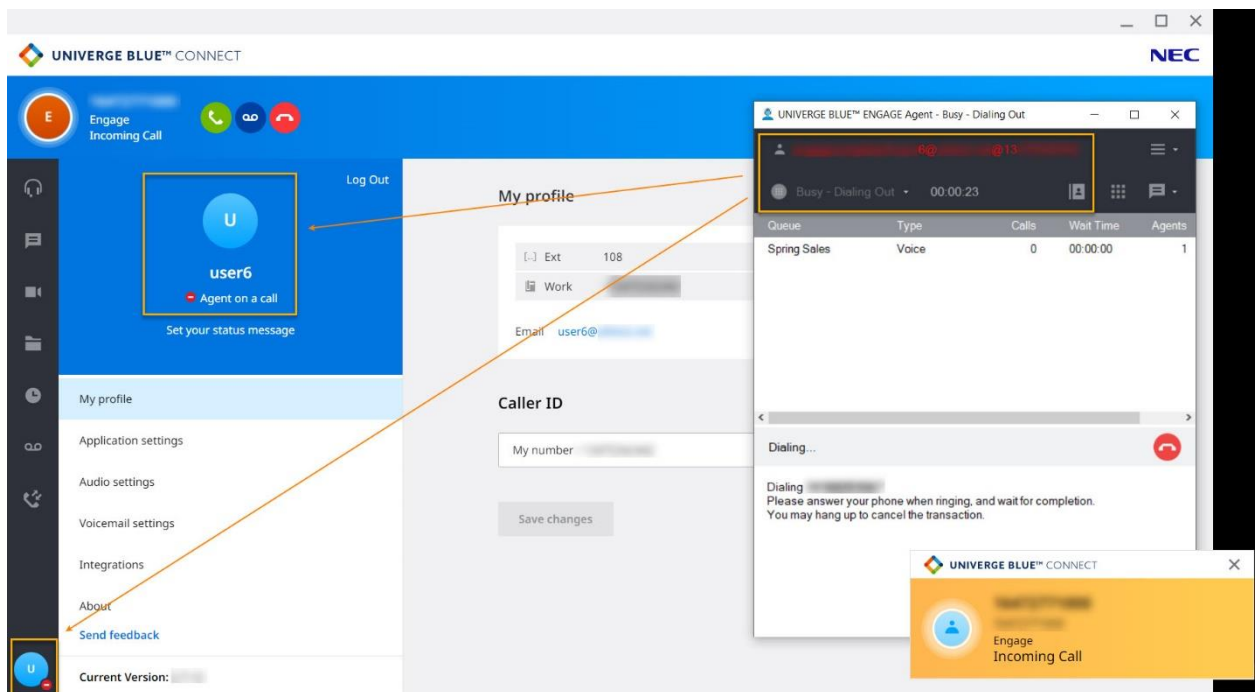 UNIVERGE BLUE™ CONNECT
NEC
E
Engage
Incoming Call
Log Out
U
user6
Agent on a call
Set your status message
My profile
Application settings
Audio settings
Voicemail settings
Integrations
About
Send feedback
U
Current Version:
My profile
[..] Ext 108
Work
Email user6@
Caller ID
My number
Save changes
UNIVERGE BLUE™ ENGAGE Agent - Busy - Dialing Out
6@ @13
Busy - Dialing Out 00:00:23
Queue Type Calls Wait Time Agents
Spring Sales Voice 0 00:00:00 1
Dialing...
Dialing
Please answer your phone when ringing, and wait for completion.
You may hang up to cancel the transaction.
UNIVERGE BLUE™ CONNECT
Engage
Incoming Call